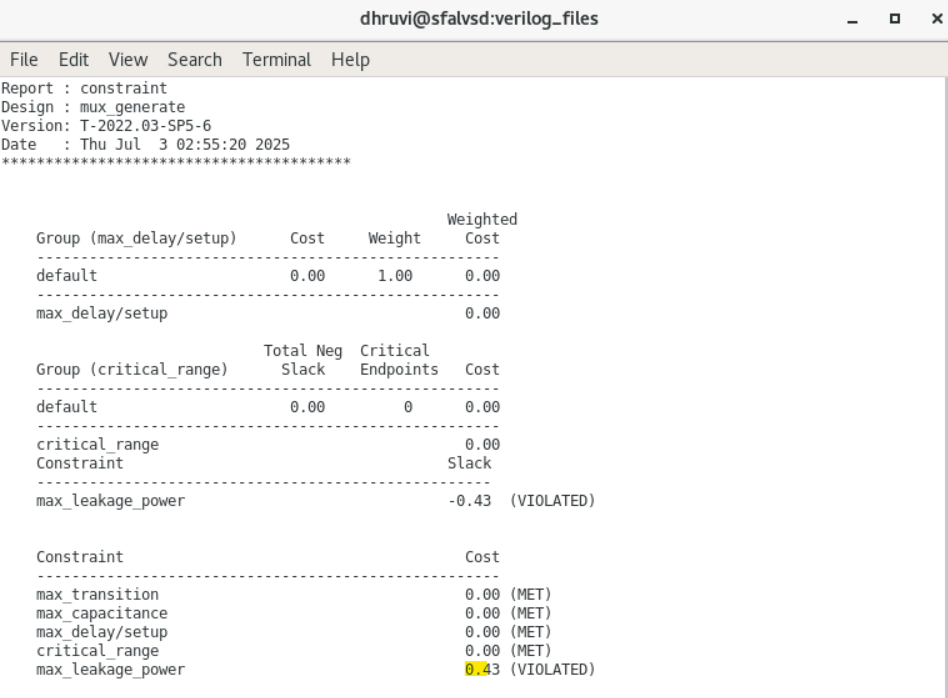 dhruvi@sfalvsd:verilog_files
File Edit View Search Terminal Help
Report : constraint
Design : mux_generate
Version: T-2022.03-SP5-6
Date   : Thu Jul  3 02:55:20 2025
****************************************
Weighted
Group (max_delay/setup)      Cost     Weight     Cost
-----------------------------------------------------
default                      0.00      1.00      0.00
-----------------------------------------------------
max_delay/setup                                  0.00
Total Neg  Critical
Group (critical_range)      Slack    Endpoints   Cost
-----------------------------------------------------
default                      0.00         0      0.00
-----------------------------------------------------
critical_range                                   0.00
Constraint                                     Slack
----------------------------------------------------
max_leakage_power                              -0.43  (VIOLATED)
Constraint                                       Cost
-----------------------------------------------------
max_transition                                   0.00 (MET)
max_capacitance                                  0.00 (MET)
max_delay/setup                                  0.00 (MET)
critical_range                                   0.00 (MET)
max_leakage_power                                0.43 (VIOLATED)